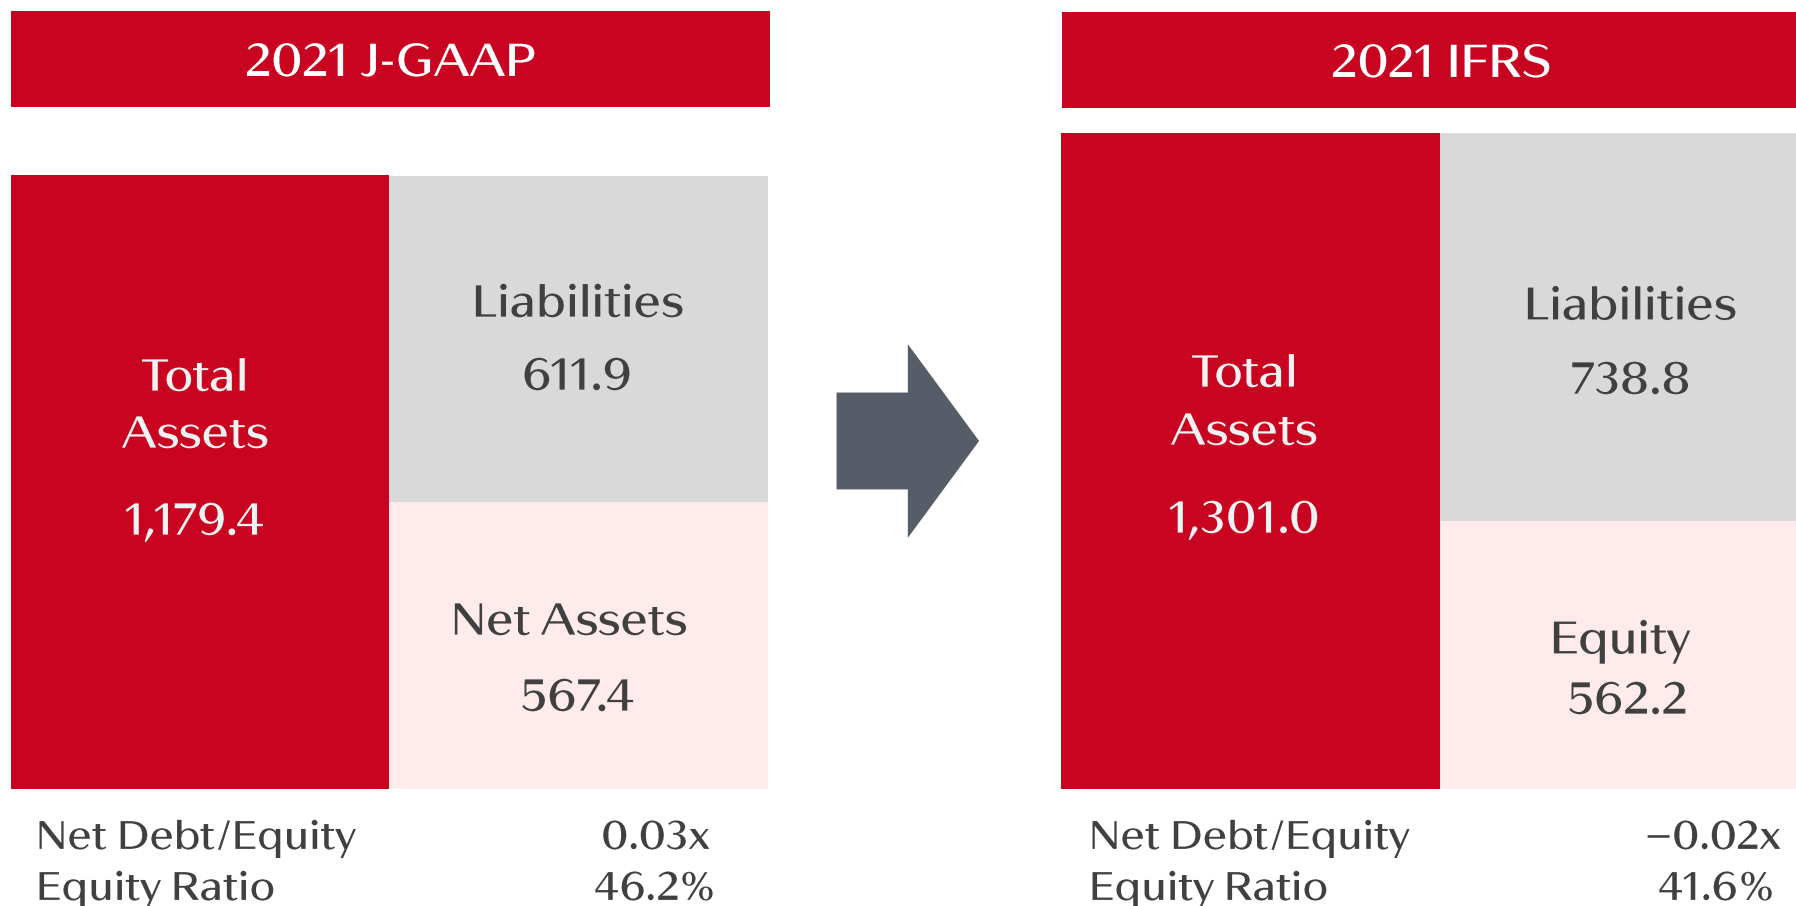 2021 J-GAAP
Total
Assets
1,179.4
Liabilities
611.9
Net Assets
567.4
Net Debt/Equity 0.03x
Equity Ratio 46.2%
2021 IFRS
Total
Assets
1,301.0
Liabilities
738.8
Equity
562.2
Net Debt/Equity −0.02x
Equity Ratio 41.6%